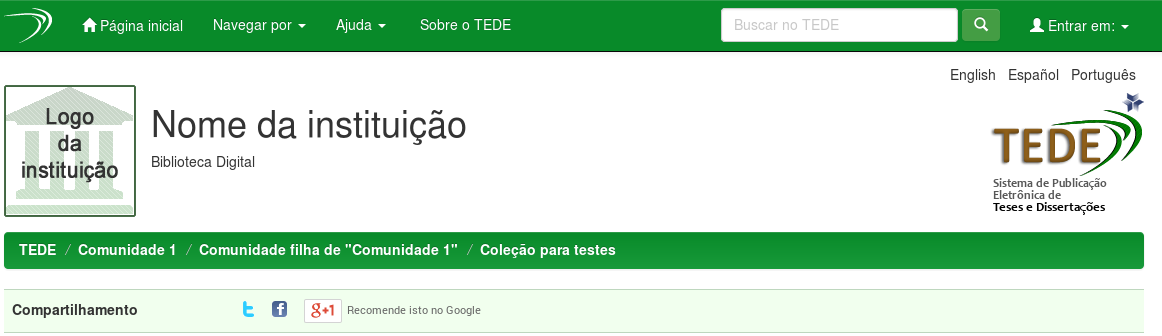 Página inicial Navegar por Ajuda Sobre o TEDE Buscar no TEDE Entrar em:
English Español Português
Logo
da
instituição
Nome da instituição
Biblioteca Digital
TEDE
Sistema de Publicação
Eletrônica de
Teses e Dissertações
TEDE / Comunidade 1 / Comunidade filha de "Comunidade 1" / Coleção para testes
Compartilhamento g+1 Recomende isto no Google